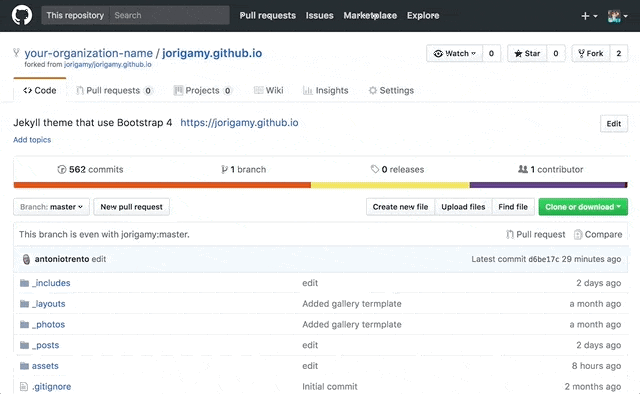 This repository Search Pull requests Issues Marketplace Explore
your-organization-name / jorigamy.github.io Watch 0 Star 0 Fork 2
forked from jorigamy/jorigamy.github.io
Code Pull requests 0 Projects 0 Wiki Insights Settings
Jekyll theme that use Bootstrap 4 https://jorigamy.github.io Edit
Add topics
562 commits 1 branch 0 releases 1 contributor
Branch: master New pull request Create new file Upload files Find file Clone or download
This branch is even with jorigamy:master. Pull request Compare
antoniotrento edit Latest commit d6be17c 29 minutes ago
_includes edit 2 days ago
_layouts Added gallery template a month ago
_photos Added gallery template a month ago
_posts edit 2 days ago
assets edit 8 hours ago
.gitignore Initial commit 2 months ago